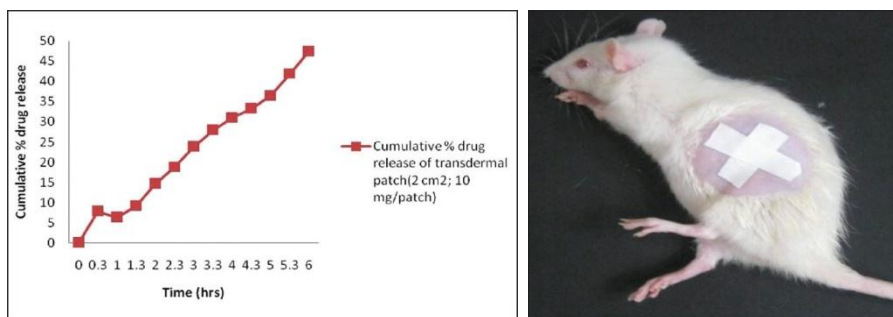 50
45
40
35
30
25
20
15
10
5
0
Cumulative % drug release
0 0.3 1 1.3 2 2.3 3 3.3 4 4.3 5 5.3 6
Time (hrs)
Cumulative % drug
release of transdermal
patch(2 cm2; 10
mg/patch)